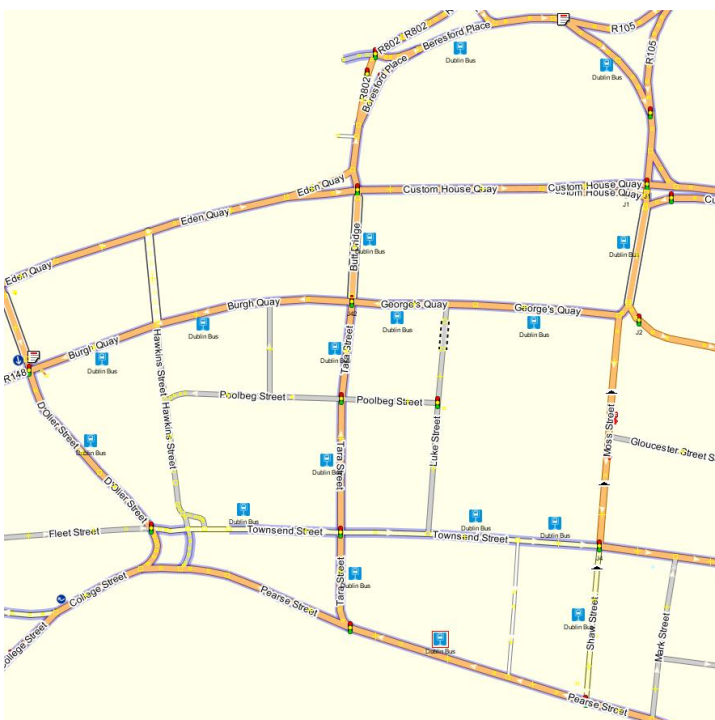 R802
R802
R105
Beresford Place
Dublin Bus
Dublin Bus
R105
R802
Beresford Place
Eden Quay
Custom House Quay
Custom House Quay
Custom House Quay
J1
J1
Eden Quay
Butt Bridge
Dublin Bus
Dublin Bus
Eden Quay
Burgh Quay
George's Quay
George's Quay
J42
Dublin Bus
Dublin Bus
Dublin Bus
J2
Burgh Quay
Hawkins Street
Tara Street
Dublin Bus
Dublin Bus
R148
Poolbeg Street
Poolbeg Street
D'Olier Street
Hawkins Street
Luke Street
Moss Street
Gloucester Street S
Dublin Bus
Dublin Bus
Tara Street
D'Olier Street
Dublin Bus
Dublin Bus
Dublin Bus
Fleet Street
Townsend Street
Townsend Street
Tara Street
Dublin Bus
College Street
Pearse Street
Shaw Street
Mark Street
Dublin Bus
College Street
Dublin Bus
Pearse Street